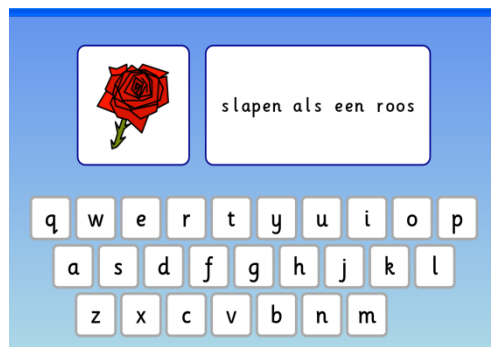 slapen als een roos
q w e r t y u i o p
a s d f g h j k l
z x c v b n m